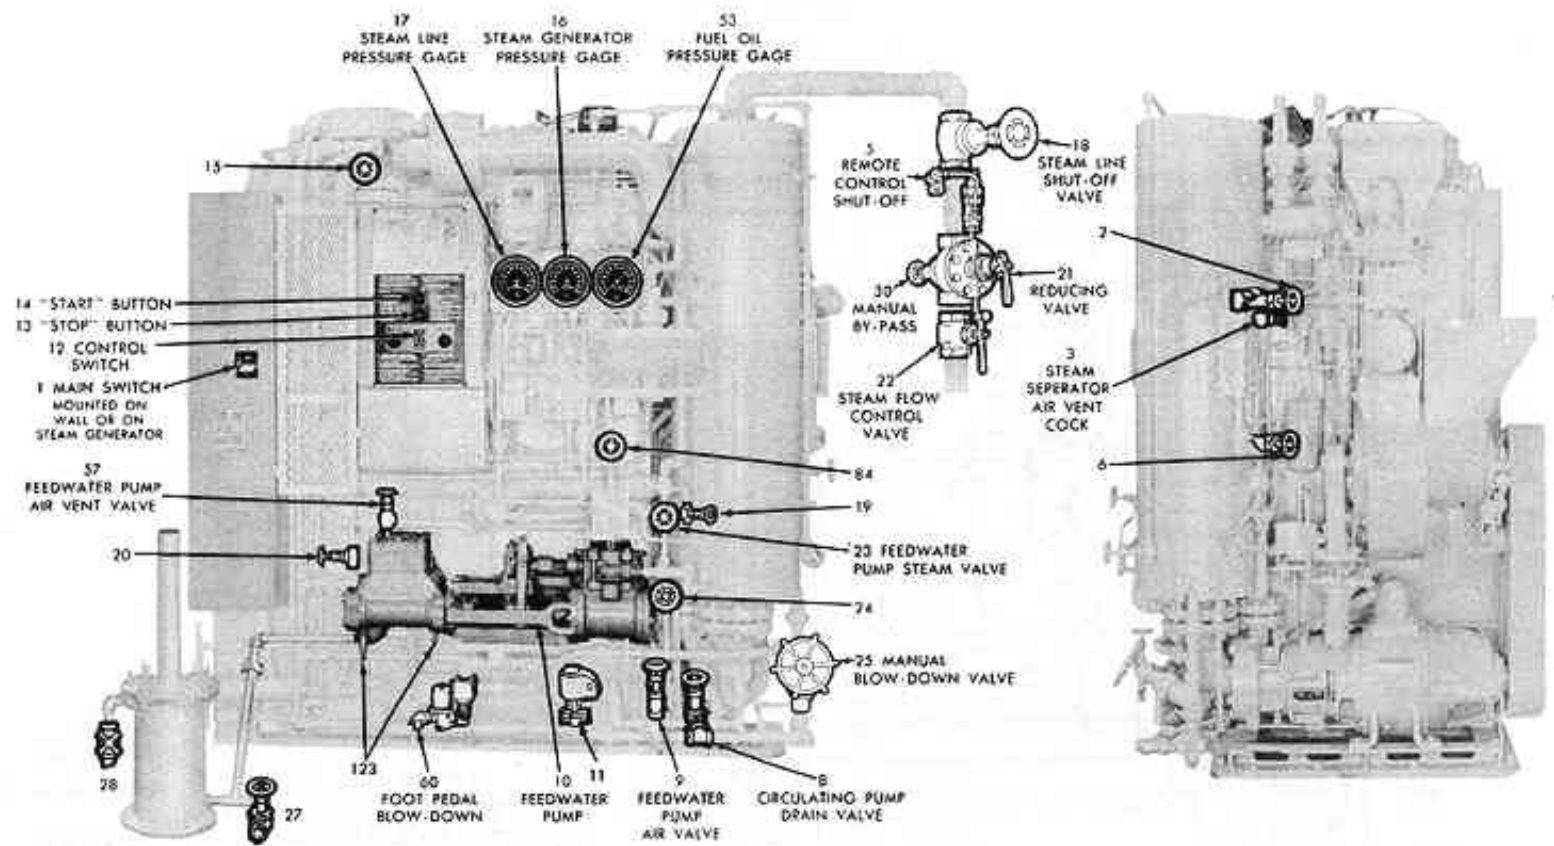 17
STEAM LINE
PRESSURE GAGE
16
STEAM GENERATOR
PRESSURE GAGE
53
FUEL OIL
PRESSURE GAGE
15
5
REMOTE
CONTROL
SHUT-OFF
18
STEAM LINE
SHUT-OFF
VALVE
2
14 "START" BUTTON
13 "STOP" BUTTON
12 CONTROL
SWITCH
1 MAIN SWITCH
MOUNTED ON
WALL OR ON
STEAM GENERATOR
30
MANUAL
BY-PASS
21
REDUCING
VALVE
22
STEAM FLOW
CONTROL
VALVE
3
STEAM
SEPERATOR
AIR VENT
COCK
6
57
FEEDWATER PUMP
AIR VENT VALVE
84
19
20
23 FEEDWATER
PUMP STEAM VALVE
24
25 MANUAL
BLOW-DOWN VALVE
28
27
123
60
FOOT PEDAL
BLOW-DOWN
10
FEEDWATER
PUMP
11
9
FEEDWATER
PUMP
AIR VALVE
8
CIRCULATING PUMP
DRAIN VALVE